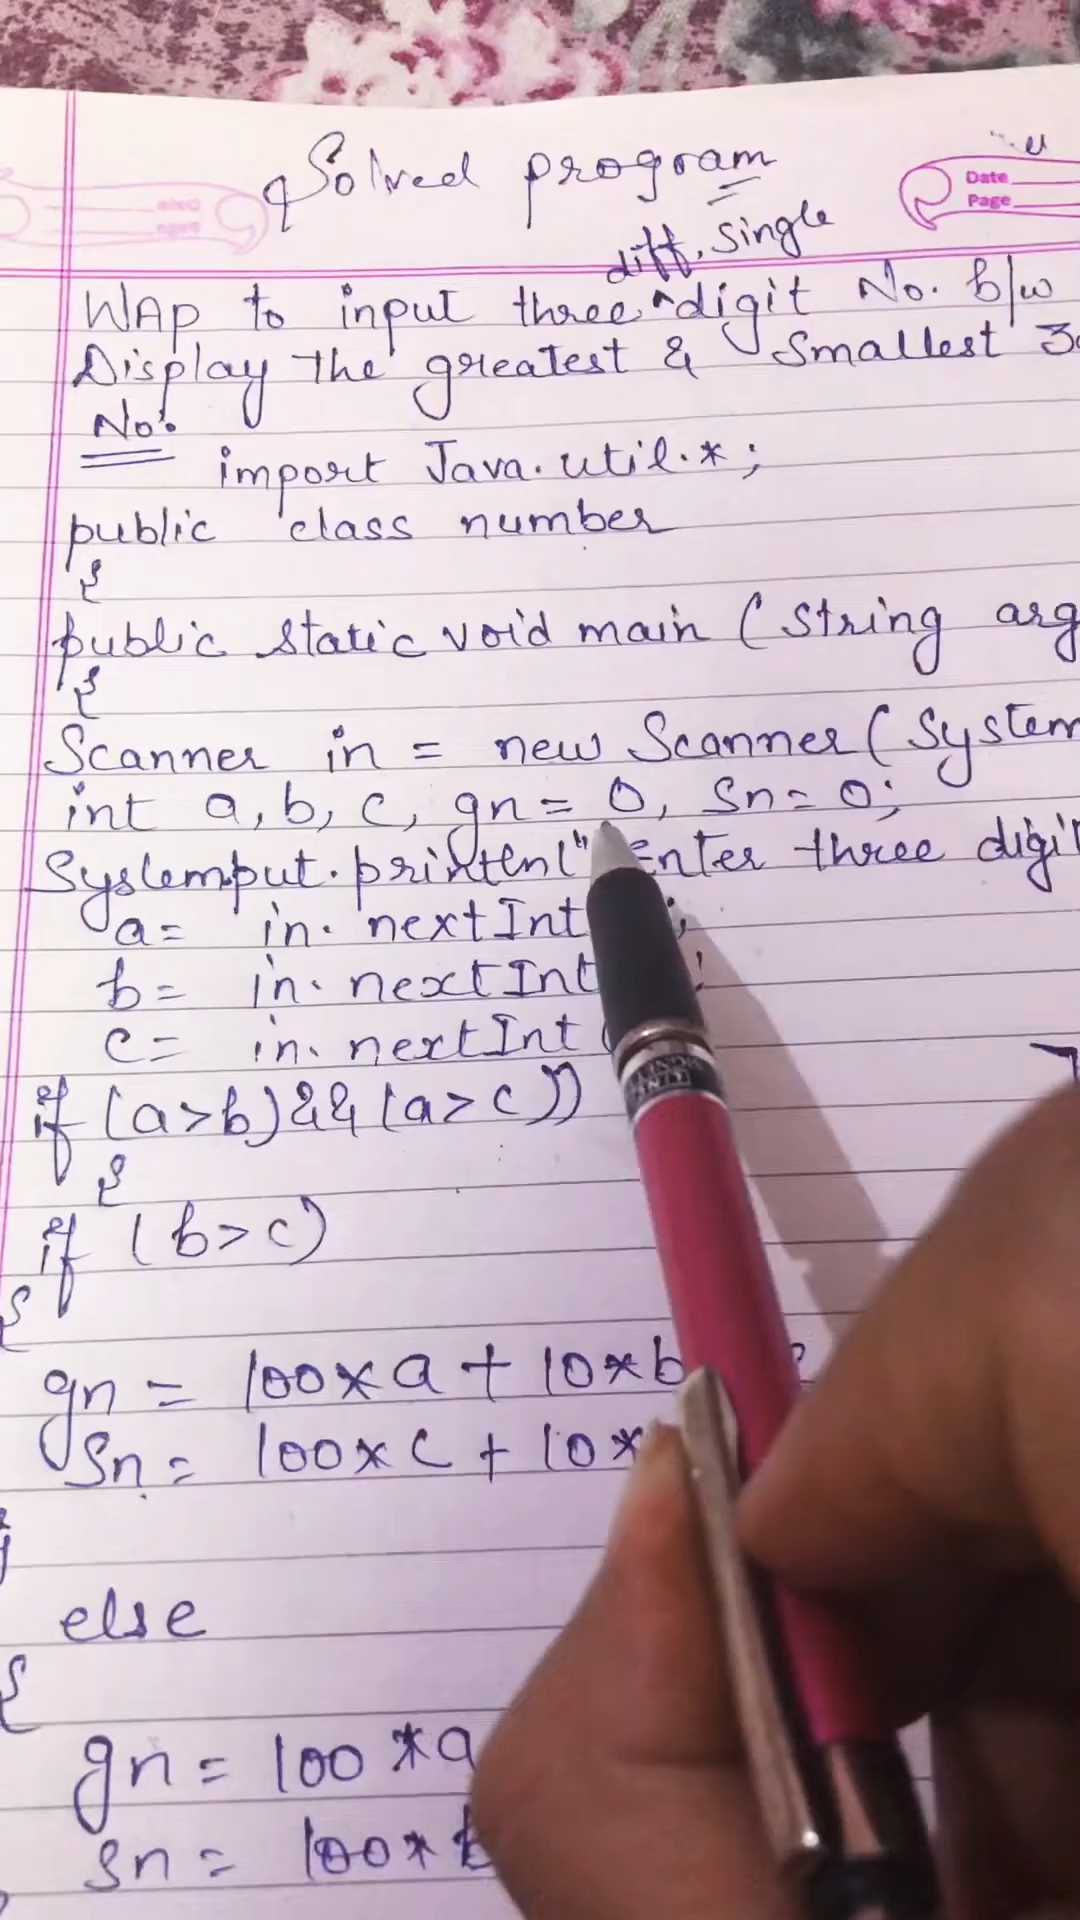 Solved program
Date
Page
diff, single
WAP to input three ^ digit No. b/w
Display the greatest & Smallest
No.
import Java.util.*;
public class number
{
public static void main (String arg
{
Scanner in = new Scanner (System
int a, b, c, gn = 0, Sn = 0;
"Enter three digit
a = in. nextInt ;
b = in. nextInt
c = in. nextInt (
if (a>b) && (a>c))
{
if (b>c)
{
gn = 100*a + 10*b
Sn = 100*c + 10*
}
else
{
gn = 100*a
Sn = 100*b